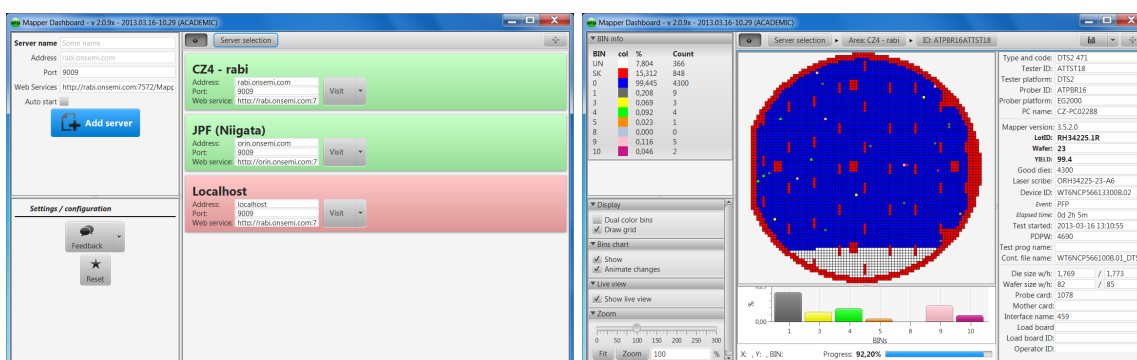 Mapper Dashboard - v 2.0.9x - 2013.03.16-10.29 (ACADEMIC)
Server name Some name
Address rabi.onsemi.com
Port 9009
Web Services http://rabi.onsemi.com:7572/Mapp
Auto start
Add server
Settings / configuration
Feedback
Reset
Server selection
CZ4 - rabi
Address: rabi.onsemi.com
Port: 9009
Web service: http://rabi.onsemi.com:7
Visit
JPF (Niigata)
Address: orin.onsemi.com
Port: 9009
Web service: http://orin.onsemi.com:7
Visit
Localhost
Address: localhost
Port: 9009
Web service: http://rabi.onsemi.com:7
Visit
Mapper Dashboard - v 2.0.9x - 2013.03.16-10.29 (ACADEMIC)
BIN info
BIN col % Count
UN 7,804 366
SK 15,312 848
0 99,445 4300
1 0,208 9
3 0,069 3
4 0,092 4
5 0,023 1
8 0,000 0
9 0,116 5
10 0,046 2
Display
Dual color bins
Draw grid
Bins chart
Show
Animate changes
Live view
Show live view
Zoom
0 50 100 150 200 250 300
Fit Zoom 100 %
Server selection Area: CZ4 - rabi ID: ATPBR16ATTST18
%
0,00
1 3 4 5 8 9 10
BINs
X: , Y: , BIN: Progress: 92,20%
Type and code: DTS2 471
Tester ID: ATTST18
Tester platform: DTS2
Prober ID: ATPBR16
Prober platform: EG2000
PC name: CZ-PC02288
Mapper version: 3.5.2.0
LotID: RH34225.1R
Wafer: 23
YIELD: 99.4
Good dies: 4300
Laser scribe: ORH34225-23-A6
Device ID: WT6NCP56613300B.02
Event: PFP
Elapsed time: 0d 2h 5m
Test started: 2013-03-16 13:10:55
PDPW: 4690
Test prog name:
Cont. file name: WT6NCP566100B.01_DTS
Die size w/h: 1,769 / 1,773
Wafer size w/h: 82 / 85
Probe card: 1078
Mother card:
Interface name: 459
Load board
Load board ID:
Operator ID: